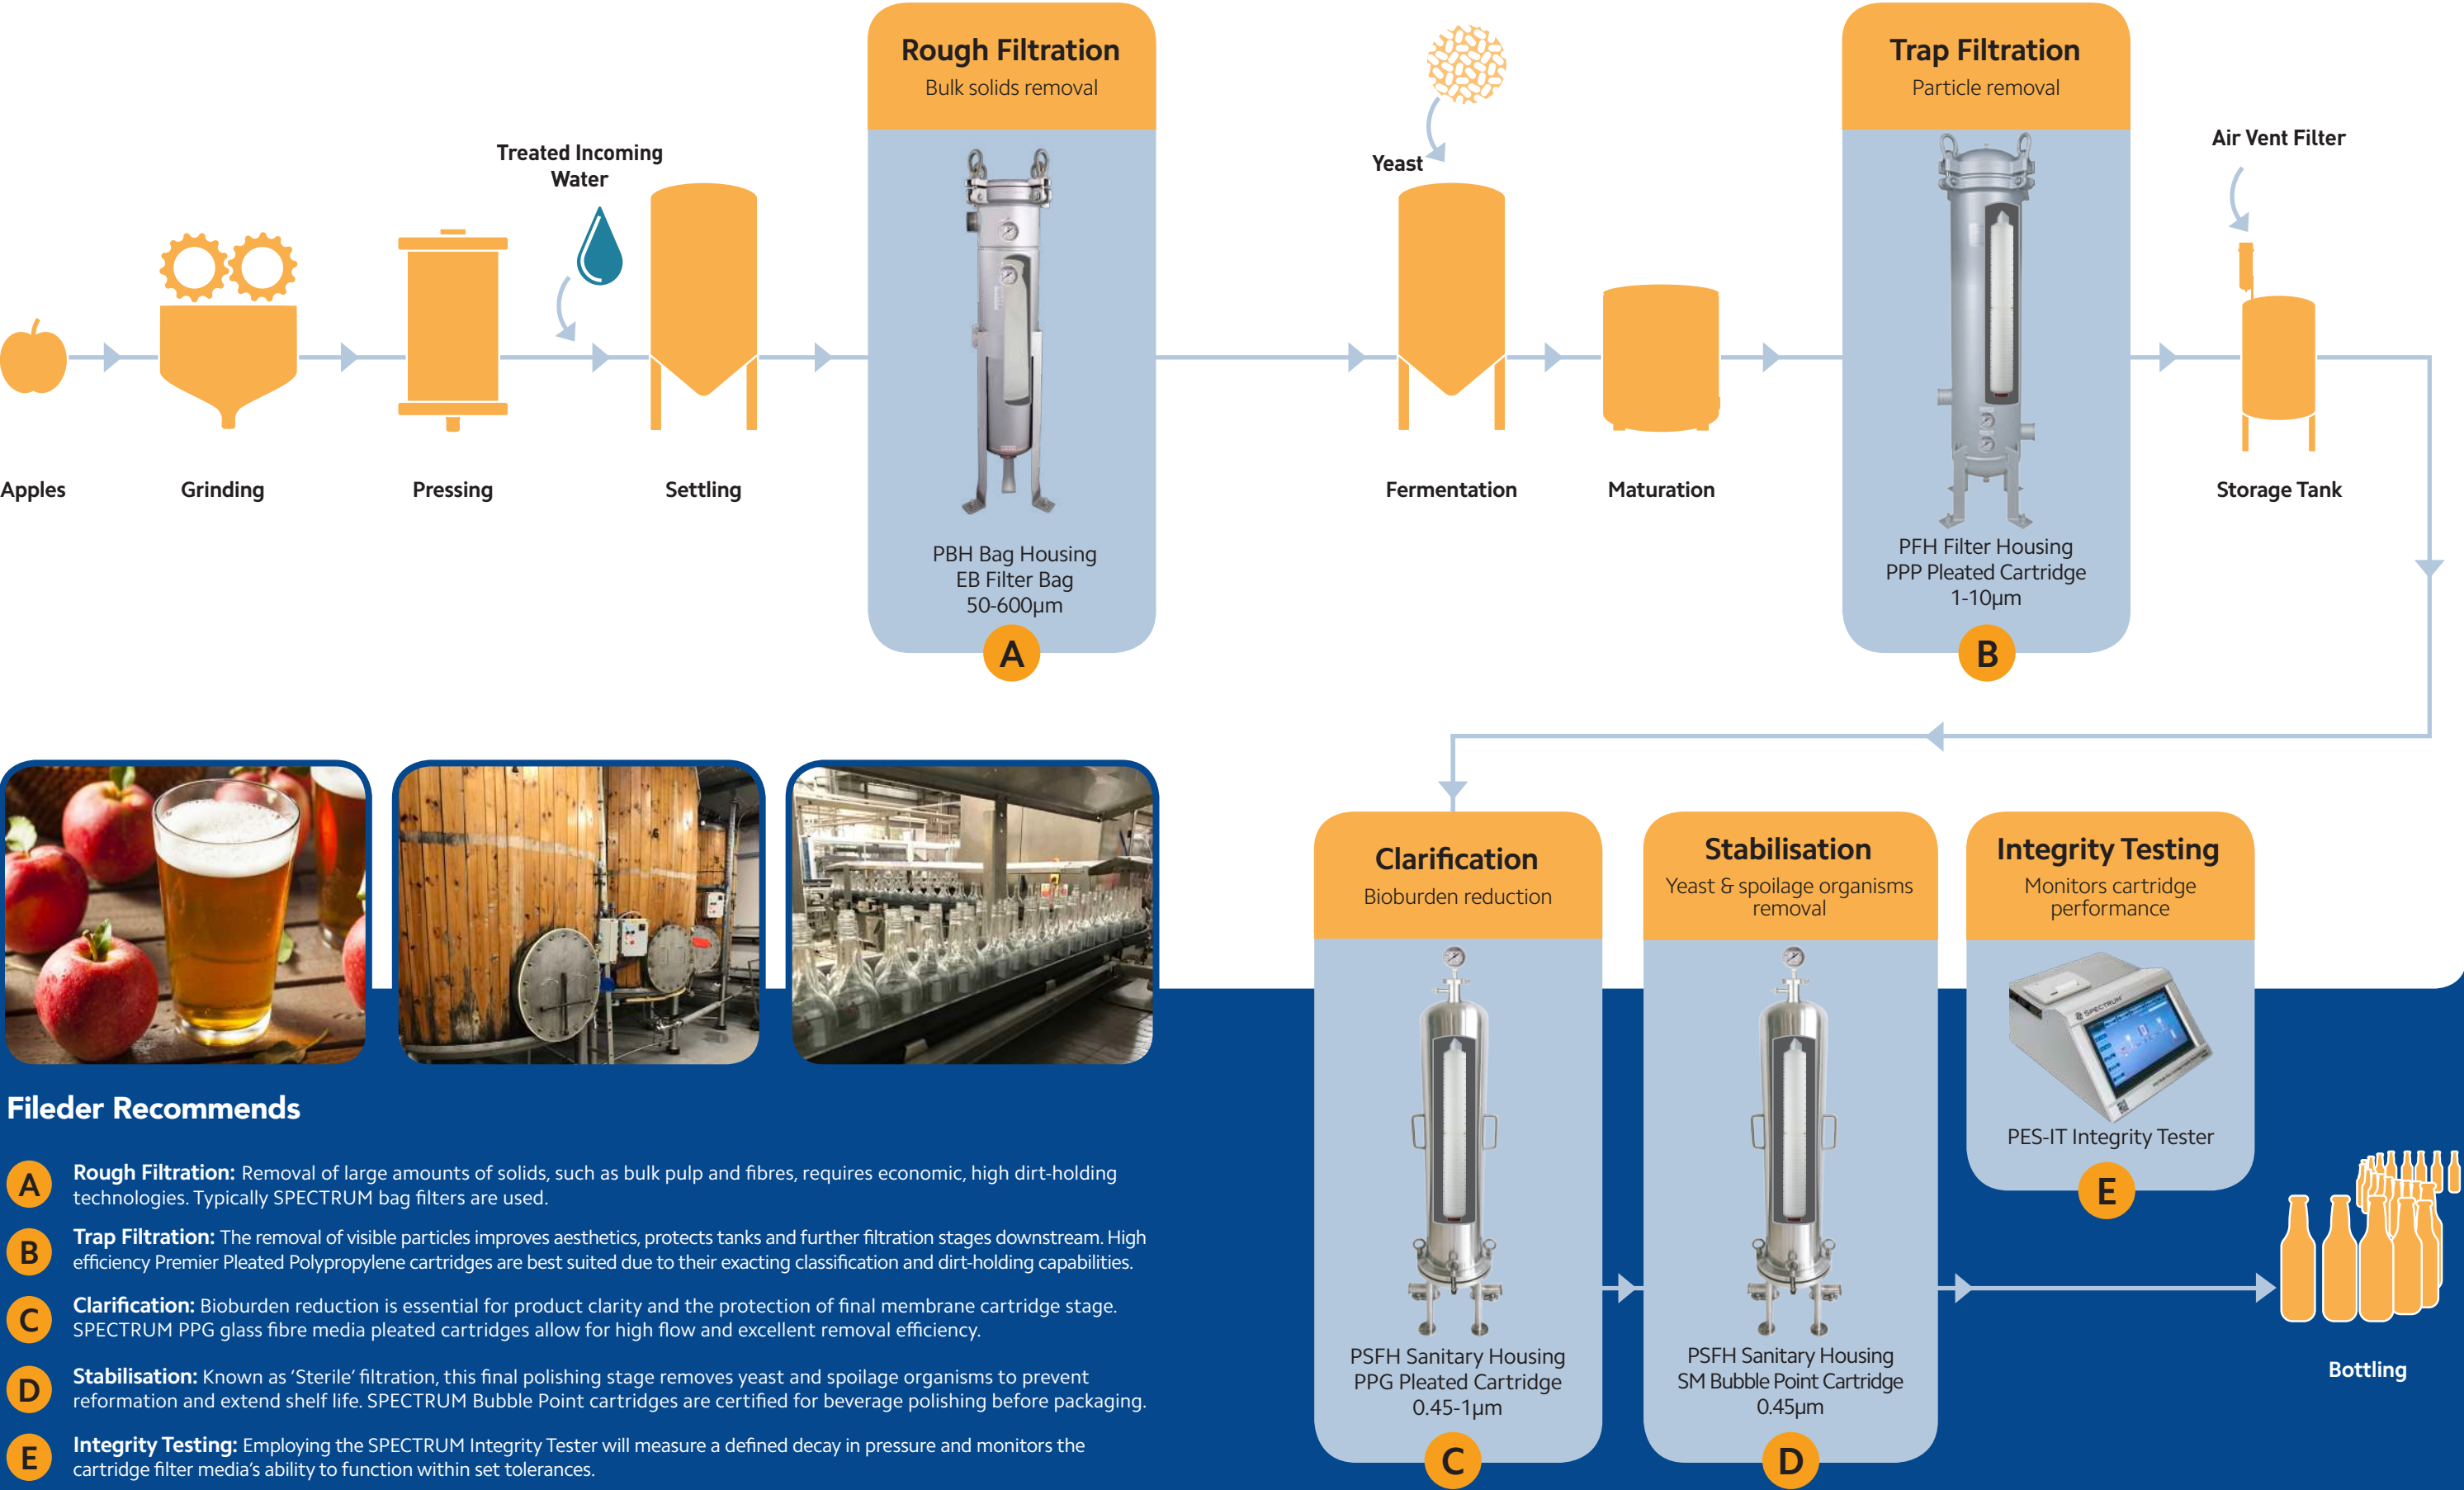 Rough Filtration
Bulk solids removal
Trap Filtration
Particle removal
Treated Incoming
Water
Yeast
Air Vent Filter
Apples
Grinding
Pressing
Settling
Fermentation
Maturation
Storage Tank
PBH Bag Housing
EB Filter Bag
50-600µm
A
PFH Filter Housing
PPP Pleated Cartridge
1-10µm
B
Clarification
Bioburden reduction
Stabilisation
Yeast & spoilage organisms
removal
Integrity Testing
Monitors cartridge
performance
SPECTRUM
PES-IT Integrity Tester
E
PSFH Sanitary Housing
PPG Pleated Cartridge
0.45-1µm
C
PSFH Sanitary Housing
SM Bubble Point Cartridge
0.45µm
D
Bottling
Fileder Recommends
A
Rough Filtration: Removal of large amounts of solids, such as bulk pulp and fibres, requires economic, high dirt-holding
technologies. Typically SPECTRUM bag filters are used.
B
Trap Filtration: The removal of visible particles improves aesthetics, protects tanks and further filtration stages downstream. High
efficiency Premier Pleated Polypropylene cartridges are best suited due to their exacting classification and dirt-holding capabilities.
C
Clarification: Bioburden reduction is essential for product clarity and the protection of final membrane cartridge stage.
SPECTRUM PPG glass fibre media pleated cartridges allow for high flow and excellent removal efficiency.
D
Stabilisation: Known as ‘Sterile’ filtration, this final polishing stage removes yeast and spoilage organisms to prevent
reformation and extend shelf life. SPECTRUM Bubble Point cartridges are certified for beverage polishing before packaging.
E
Integrity Testing: Employing the SPECTRUM Integrity Tester will measure a defined decay in pressure and monitors the
cartridge filter media’s ability to function within set tolerances.